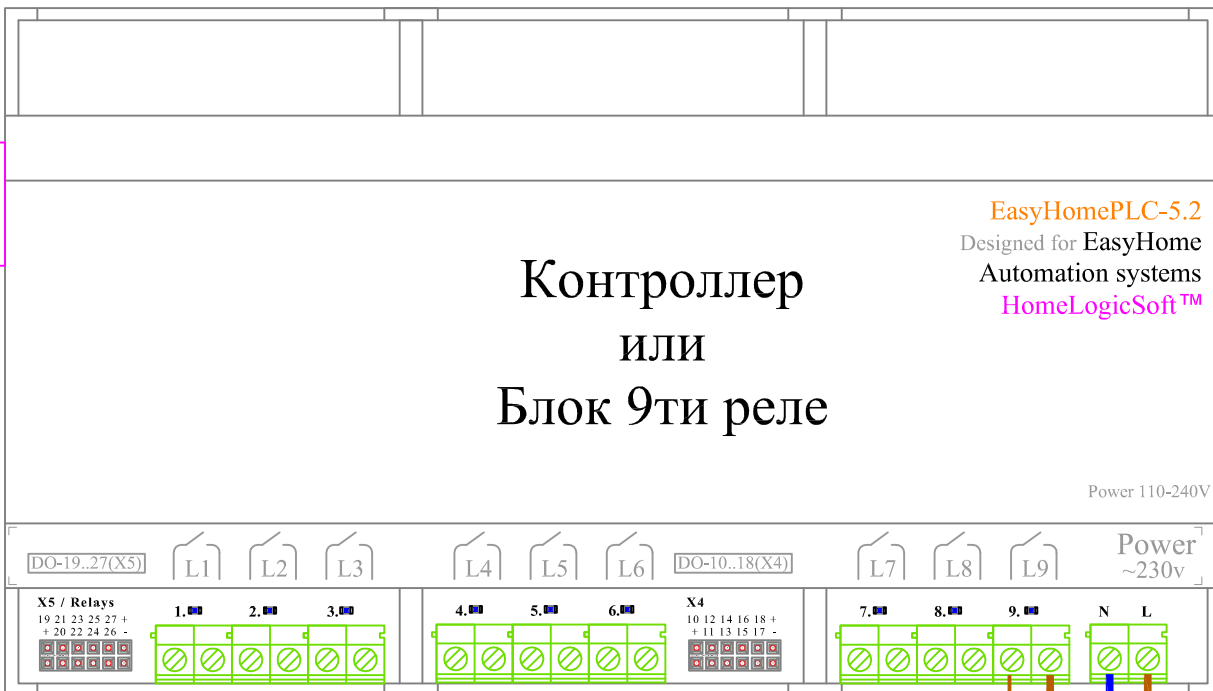 EasyHomePLC-5.2
Designed for EasyHome
Automation systems
HomeLogicSoft™
Контроллер
или
Блок 9ти реле
Power 110-240V
DO-19..27(X5) L1 L2 L3 L4 L5 L6 DO-10..18(X4) L7 L8 L9 Power
~230v
X5 / Relays
19 21 23 25 27 +
+ 20 22 24 26 -
1. 2. 3. 4. 5. 6.
X4
10 12 14 16 18 +
+ 11 13 15 17 -
7. 8. 9. N L